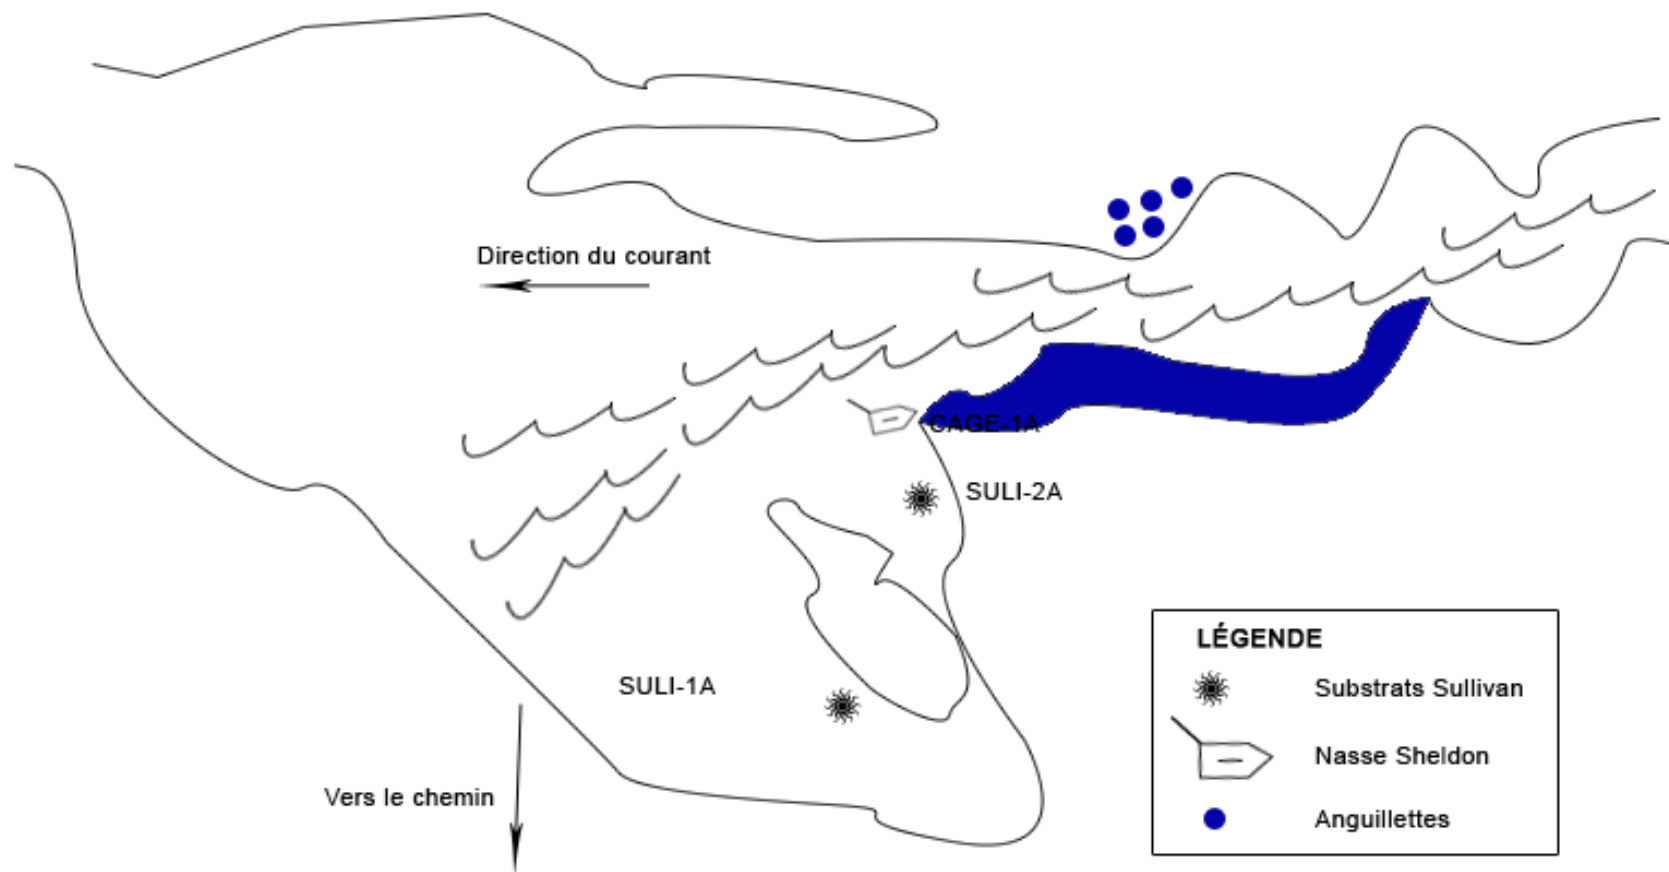 Direction du courant
CAGE-1A
SULI-2A
SULI-1A
Vers le chemin
LÉGENDE
Substrats Sullivan
Nasse Sheldon
Anguillettes